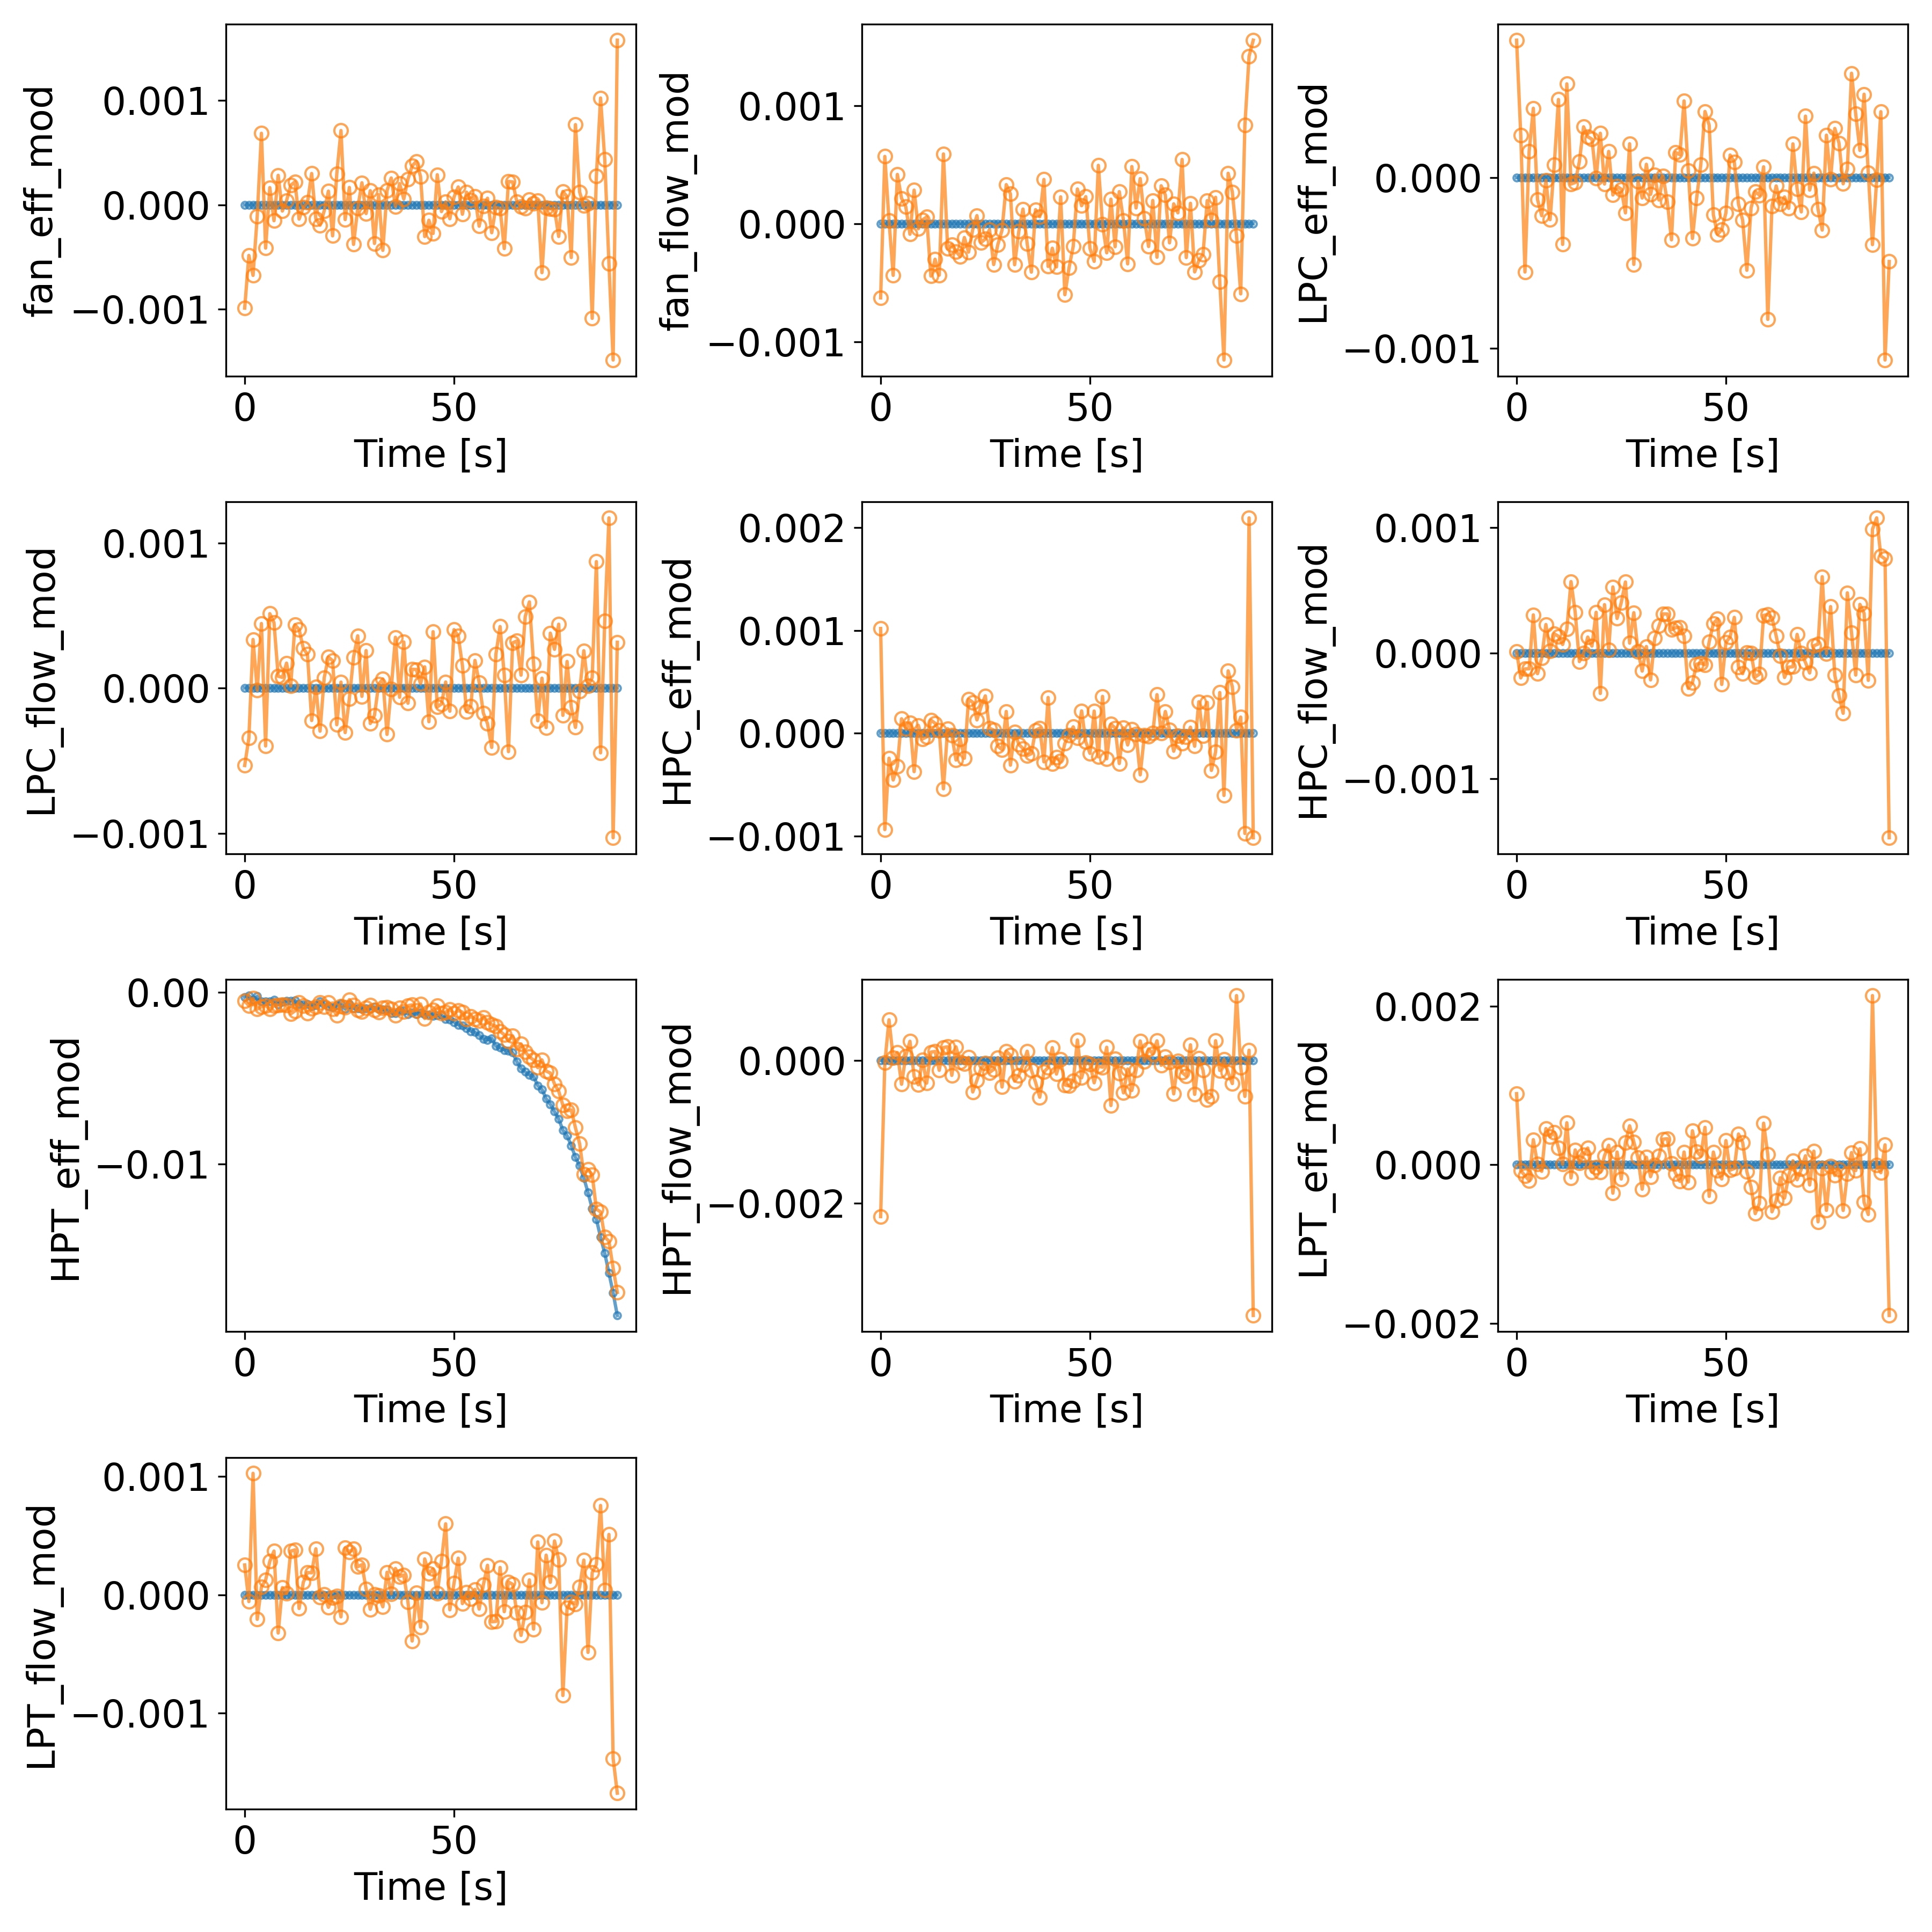 fan_eff_mod
0.001
0.000
−0.001
0 50
Time [s]
fan_flow_mod
0.001
0.000
−0.001
0 50
Time [s]
LPC_eff_mod
0.000
−0.001
0 50
Time [s]
LPC_flow_mod
0.001
0.000
−0.001
0 50
Time [s]
HPC_eff_mod
0.002
0.001
0.000
−0.001
0 50
Time [s]
HPC_flow_mod
0.001
0.000
−0.001
0 50
Time [s]
HPT_eff_mod
0.00
−0.01
0 50
Time [s]
HPT_flow_mod
0.000
−0.002
0 50
Time [s]
LPT_eff_mod
0.002
0.000
−0.002
0 50
Time [s]
LPT_flow_mod
0.001
0.000
−0.001
0 50
Time [s]